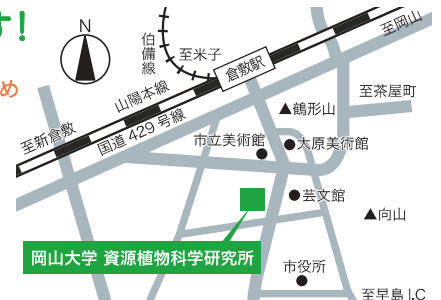 す!
め
N
伯備線
至米子
倉敷駅
至岡山
山陽本線
至新倉敷
国道 429 号線
至茶屋町
▲鶴形山
市立美術館
大原美術館
芸文館
▲向山
岡山大学 資源植物科学研究所
市役所
至早島 I.C